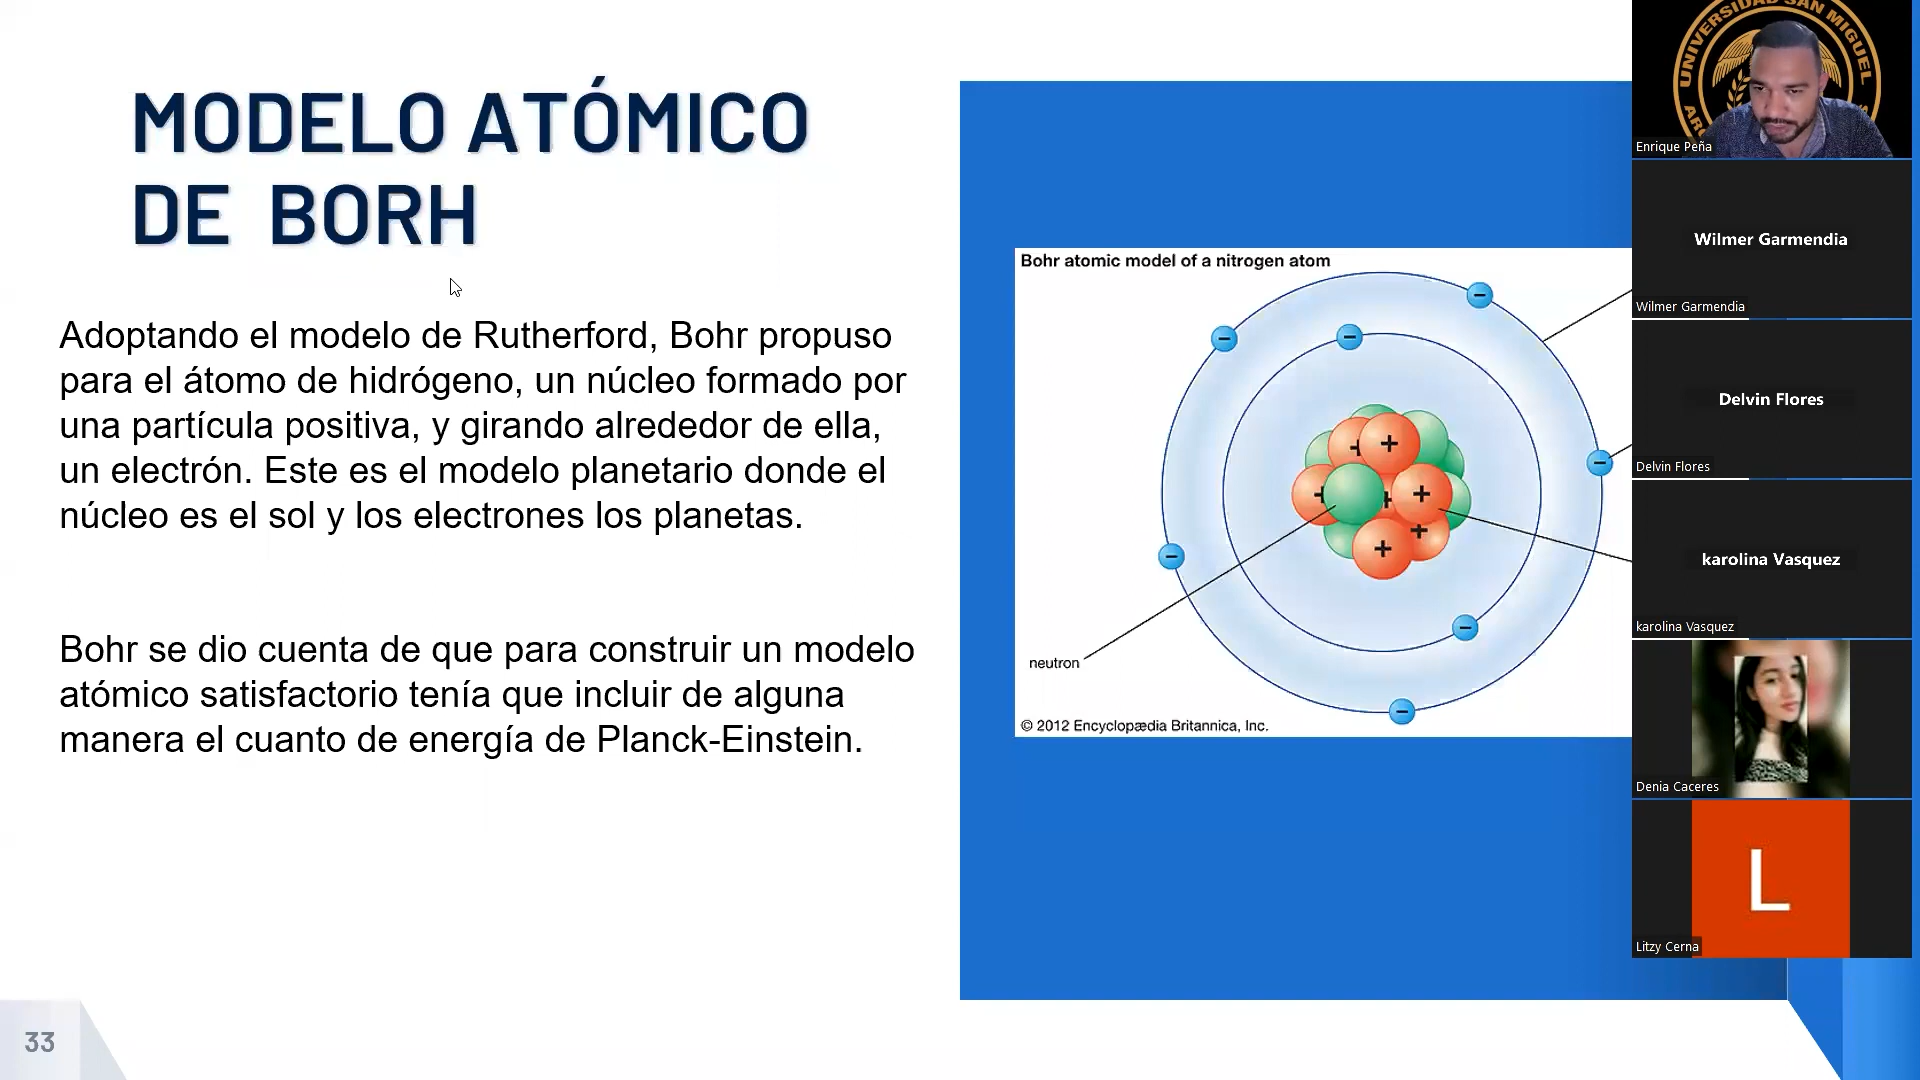 MODELO ATÓMICO
DE BORH
Adoptando el modelo de Rutherford, Bohr propuso
para el átomo de hidrógeno, un núcleo formado por
una partícula positiva, y girando alrededor de ella,
un electrón. Este es el modelo planetario donde el
núcleo es el sol y los electrones los planetas.
Bohr se dio cuenta de que para construir un modelo
atómico satisfactorio tenía que incluir de alguna
manera el cuanto de energía de Planck-Einstein.
33
Bohr atomic model of a nitrogen atom
neutron
© 2012 Encyclopædia Britannica, Inc.
UNIVERSIDAD SAN MIGUEL
Enrique Peña
Wilmer Garmendia
Wilmer Garmendia
Delvin Flores
Delvin Flores
karolina Vasquez
karolina Vasquez
Denia Caceres
L
Litzy Cerna